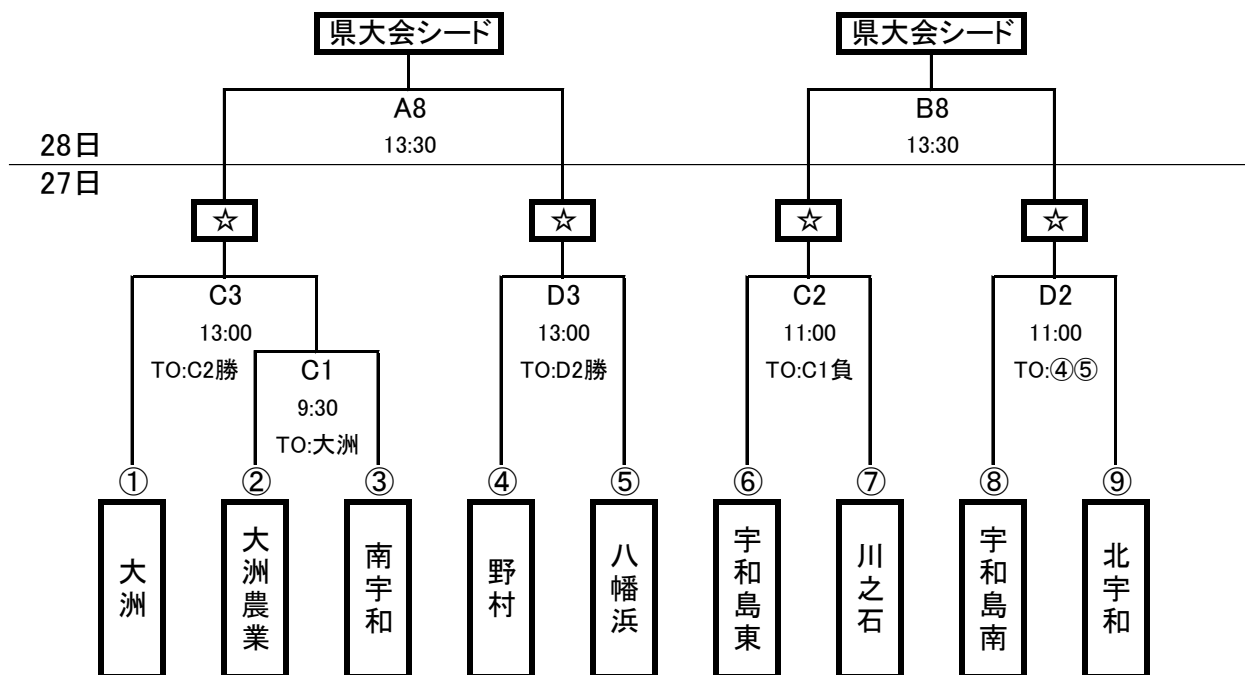 県大会シード 県大会シード
A8 B8
28日 13:30 13:30
27日
☆ ☆ ☆ ☆
C3 D3 C2 D2
13:00 13:00 11:00 11:00
TO:C2勝 C1 TO:D2勝 TO:C1負 TO:④⑤
9:30
TO:大洲
① ② ③ ④ ⑤ ⑥ ⑦ ⑧ ⑨
大洲
大洲農業
南宇和
野村
八幡浜
宇和島東
川之石
宇和島南
北宇和